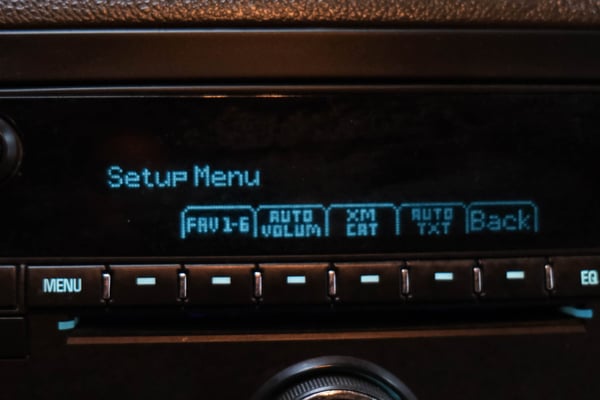 Setup Menu
FAV 1-6 AUTO VOLUM XM CAT AUTO TXT Back
MENU EQ